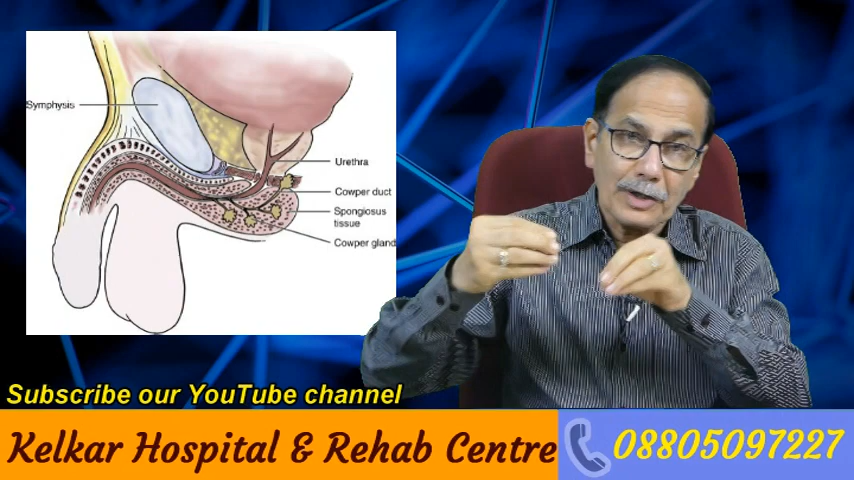 Symphysis
Urethra
Cowper duct
Spongiosus
tissue
Cowper gland
Subscribe our YouTube channel
Kelkar Hospital & Rehab Centre
08805097227